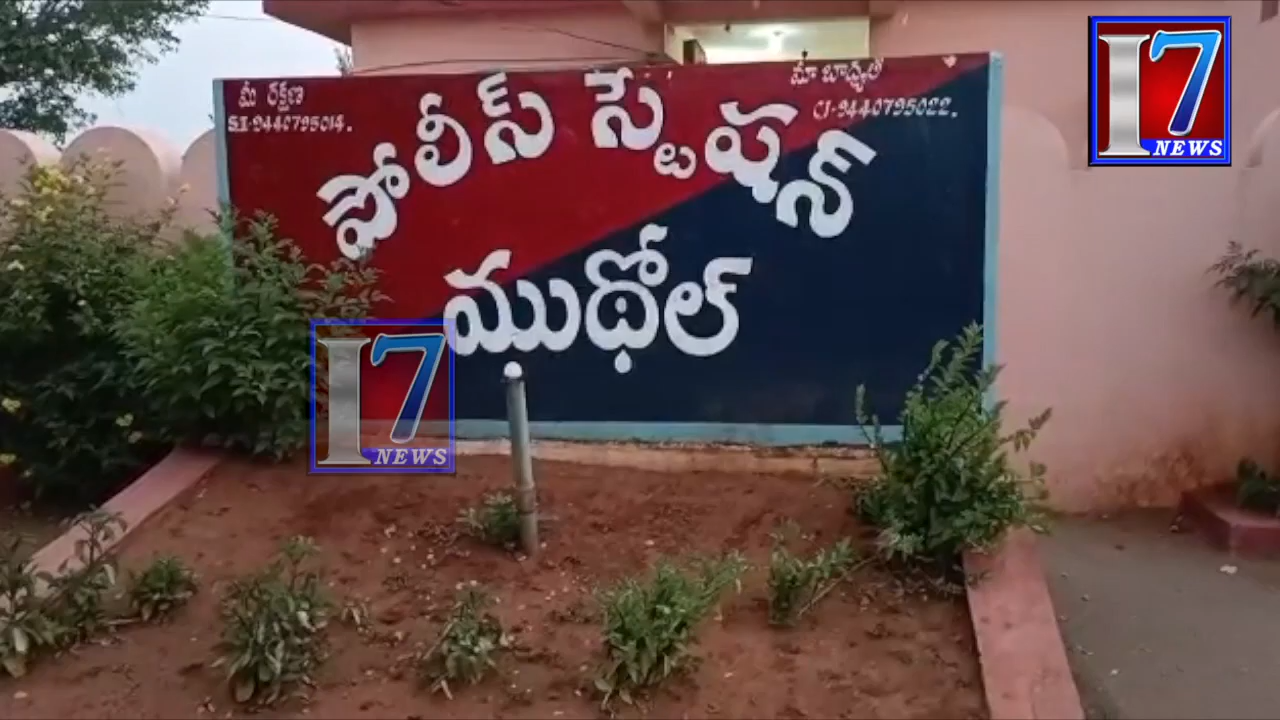 మీ రక్షణ
SI-9440795014.
మా బాధ్యత
CI-9440795022.
పోలీస్ స్టేషన్
ముథోల్
I7 NEWS
I7 NEWS